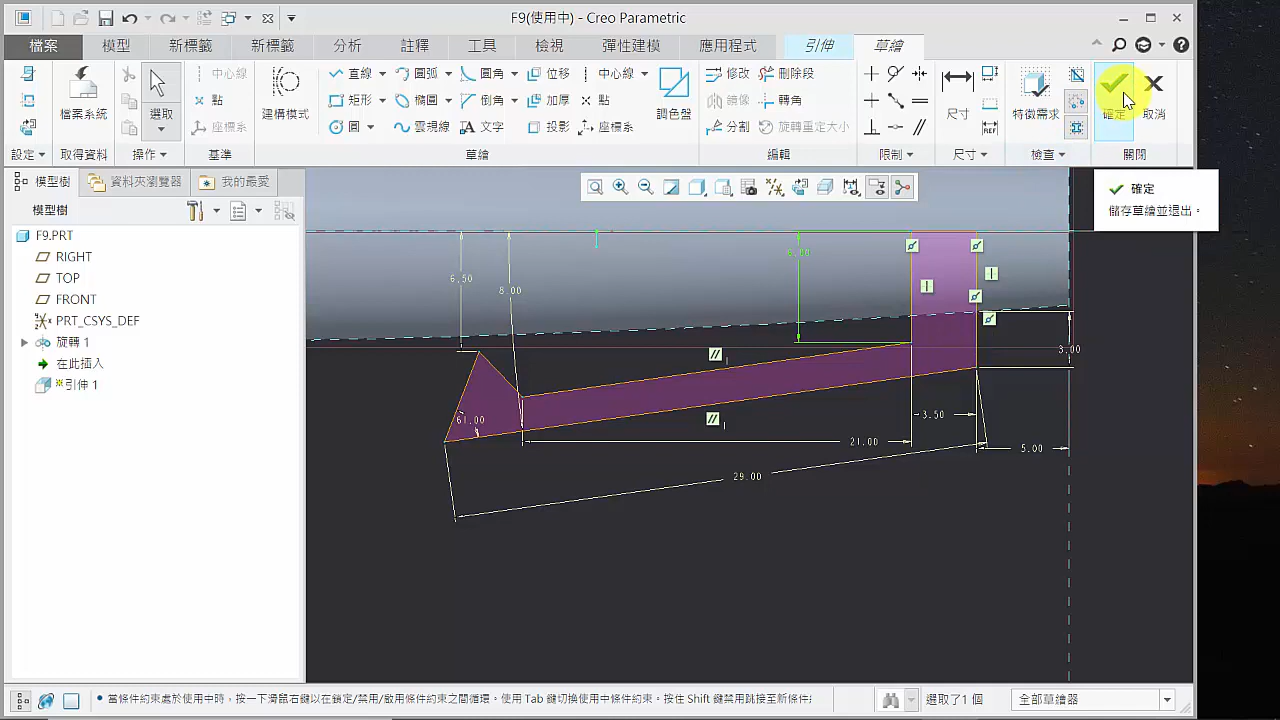 F9(使用中) - Creo Parametric
檔案 模型 新標籤 新標籤 分析 註釋 工具 檢視 彈性建模 應用程式 引伸 草繪
中心線 直線 圓弧 圓角 位移 中心線 修改 刪除段
檔案系統 選取 點 建構模式 矩形 橢圓 倒角 加厚 點 調色盤 鏡像 轉角 尺寸 特徵需求 確定 取消
座標系 圓 雲規線 文字 投影 座標系 分割 旋轉重定大小
設定 取得資料 操作 基準 草繪 編輯 限制 尺寸 檢查 關閉
模型樹 資料夾瀏覽器 我的最愛
模型樹
F9.PRT
RIGHT
TOP
FRONT
PRT_CSYS_DEF
旋轉 1
在此插入
引伸 1
確定
儲存草繪並退出。
6.50
8.00
6.00
3.00
61.00
3.50
21.00
5.00
29.00
當條件約束處於使用中時，按一下滑鼠右鍵以在鎖定/禁用/啟用條件約束之間循環。使用 Tab 鍵切換使用中條件約束。按住 Shift 鍵禁用鎖接至新條件
選取了1 個
全部草繪器